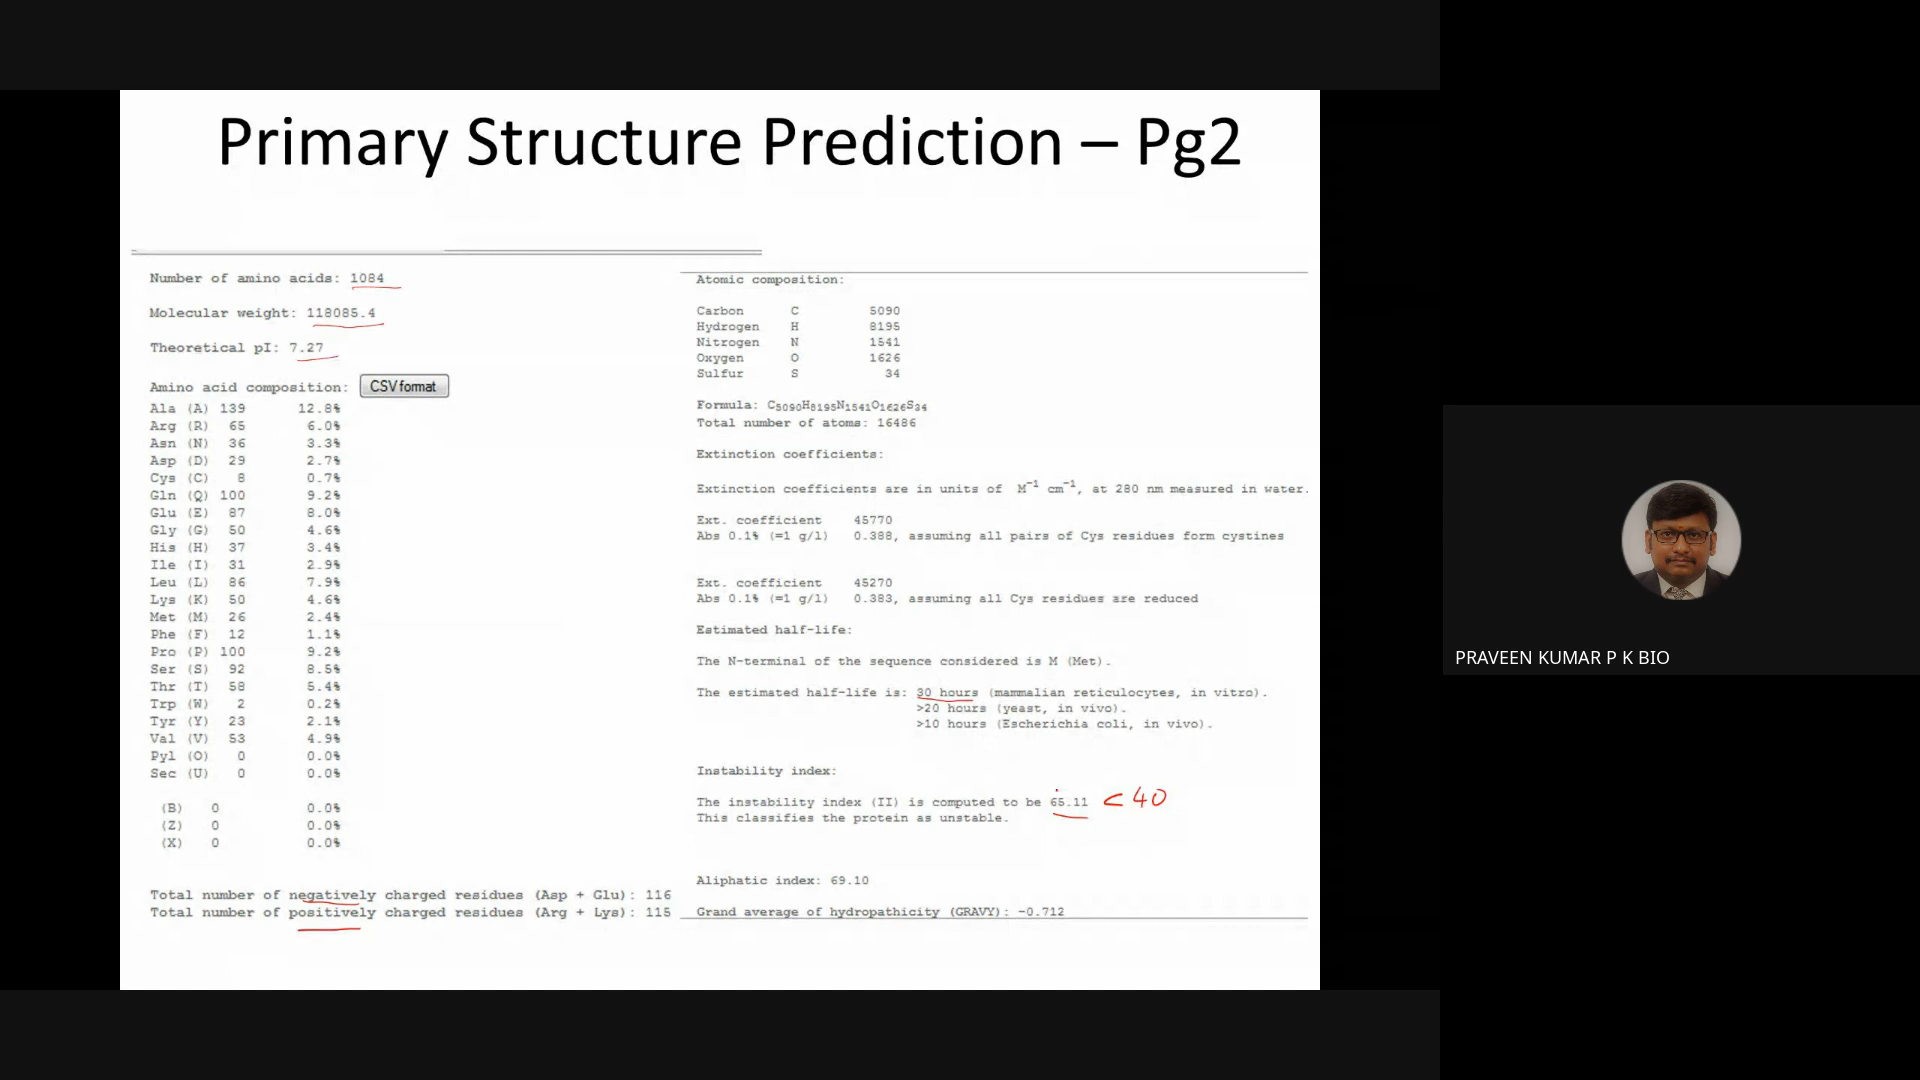 Primary Structure Prediction – Pg2
Number of amino acids: 1084
Molecular weight: 118085.4
Theoretical pI: 7.27
Amino acid composition: CSV format
Ala (A) 139 12.8%
Arg (R) 65 6.0%
Asn (N) 36 3.3%
Asp (D) 29 2.7%
Cys (C) 8 0.7%
Gln (Q) 100 9.2%
Glu (E) 87 8.0%
Gly (G) 50 4.6%
His (H) 37 3.4%
Ile (I) 31 2.9%
Leu (L) 86 7.9%
Lys (K) 50 4.6%
Met (M) 26 2.4%
Phe (F) 12 1.1%
Pro (P) 100 9.2%
Ser (S) 92 8.5%
Thr (T) 58 5.4%
Trp (W) 2 0.2%
Tyr (Y) 23 2.1%
Val (V) 53 4.9%
Pyl (O) 0 0.0%
Sec (U) 0 0.0%
(B) 0 0.0%
(Z) 0 0.0%
(X) 0 0.0%
Total number of negatively charged residues (Asp + Glu): 116
Total number of positively charged residues (Arg + Lys): 115
Atomic composition:
Carbon C 5090
Hydrogen H 8195
Nitrogen N 1541
Oxygen O 1626
Sulfur S 34
Formula: C5090H8195N1541O1626S34
Total number of atoms: 16486
Extinction coefficients:
Extinction coefficients are in units of M-1 cm-1, at 280 nm measured in water.
Ext. coefficient 45770
Abs 0.1% (=1 g/l) 0.388, assuming all pairs of Cys residues form cystines
Ext. coefficient 45270
Abs 0.1% (=1 g/l) 0.383, assuming all Cys residues are reduced
Estimated half-life:
The N-terminal of the sequence considered is M (Met).
The estimated half-life is: 30 hours (mammalian reticulocytes, in vitro).
>20 hours (yeast, in vivo).
>10 hours (Escherichia coli, in vivo).
Instability index:
The instability index (II) is computed to be 65.11 < 40
This classifies the protein as unstable.
Aliphatic index: 69.10
Grand average of hydropathicity (GRAVY): -0.712
PRAVEEN KUMAR P K BIO